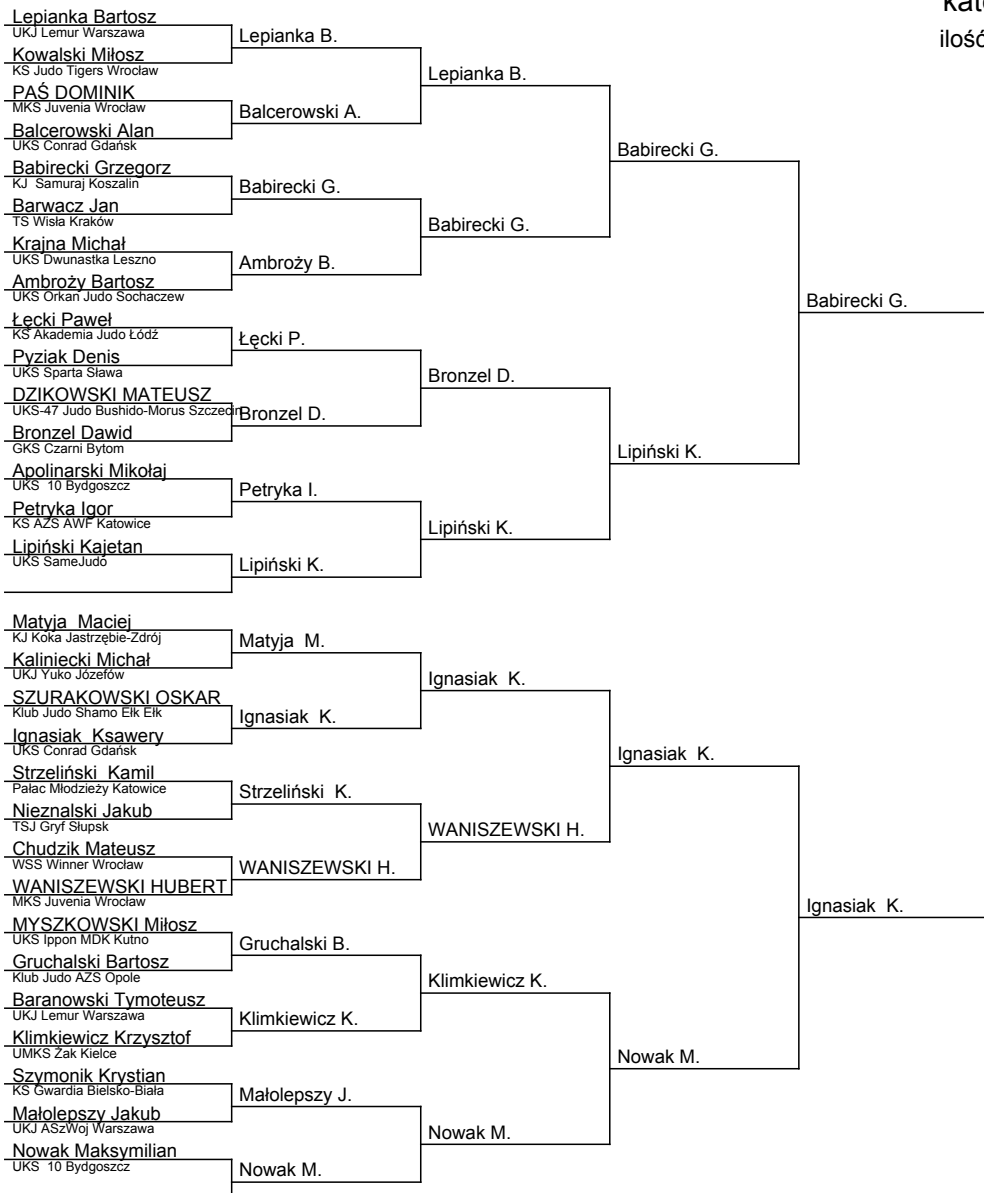 Lepianka Bartosz
UKJ Lemur Warszawa
Kowalski Miłosz
KS Judo Tigers Wrocław
PAŚ DOMINIK
MKS Juvenia Wrocław
Balcerowski Alan
UKS Conrad Gdańsk
Babirecki Grzegorz
KJ Samuraj Koszalin
Barwacz Jan
TS Wisła Kraków
Krajna Michał
UKS Dwunastka Leszno
Ambroży Bartosz
UKS Orkan Judo Sochaczew
Łęcki Paweł
KS Akademia Judo Łódź
Pyziak Denis
UKS Sparta Sława
DZIKOWSKI MATEUSZ
UKS-47 Judo Bushido-Morus Szczecin
Bronzel Dawid
GKS Czarni Bytom
Apolinarski Mikołaj
UKS 10 Bydgoszcz
Petryka Igor
KS AZS AWF Katowice
Lipiński Kajetan
UKS SameJudo
Matyja Maciej
KJ Koka Jastrzębie-Zdrój
Kaliniecki Michał
UKJ Yuko Józefów
SZURAKOWSKI OSKAR
Klub Judo Shamo Ełk Ełk
Ignasiak Ksawery
UKS Conrad Gdańsk
Strzeliński Kamil
Pałac Młodzieży Katowice
Nieznalski Jakub
TSJ Gryf Słupsk
Chudzik Mateusz
WSS Winner Wrocław
WANISZEWSKI HUBERT
MKS Juvenia Wrocław
MYSZKOWSKI Miłosz
UKS Ippon MDK Kutno
Gruchalski Bartosz
Klub Judo AZS Opole
Baranowski Tymoteusz
UKJ Lemur Warszawa
Klimkiewicz Krzysztof
UMKS Żak Kielce
Szymonik Krystian
KS Gwardia Bielsko-Biała
Małolepszy Jakub
UKJ ASzWoj Warszawa
Nowak Maksymilian
UKS 10 Bydgoszcz
Lepianka B.
Balcerowski A.
Babirecki G.
Ambroży B.
Łęcki P.
Bronzel D.
Petryka I.
Lipiński K.
Matyja M.
Ignasiak K.
Strzeliński K.
WANISZEWSKI H.
Gruchalski B.
Klimkiewicz K.
Małolepszy J.
Nowak M.
Lepianka B.
Babirecki G.
Bronzel D.
Lipiński K.
Ignasiak K.
WANISZEWSKI H.
Klimkiewicz K.
Nowak M.
Babirecki G.
Lipiński K.
Ignasiak K.
Nowak M.
Babirecki G.
Ignasiak K.
ilość